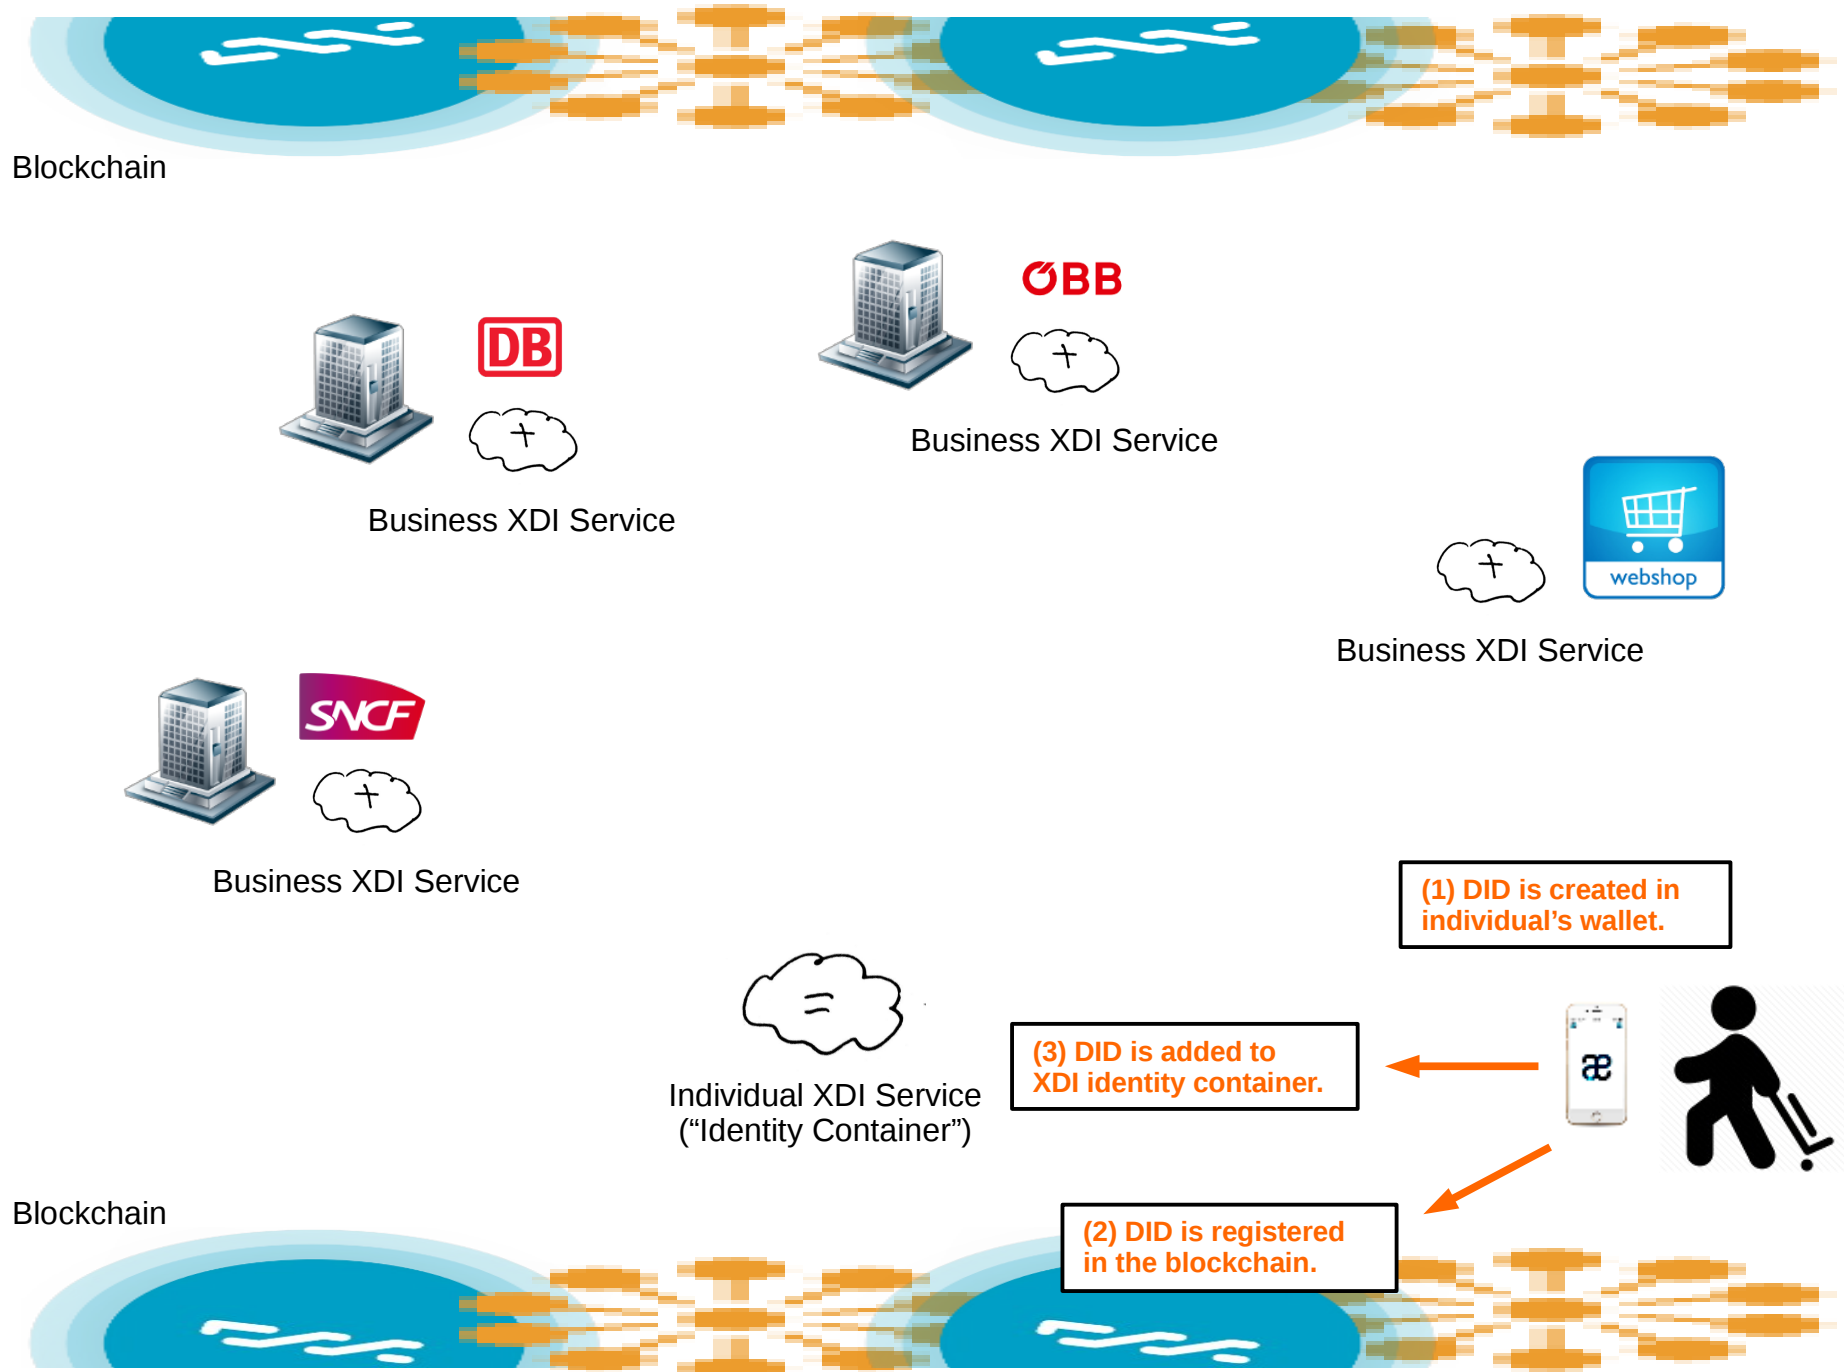 Blockchain
ÖBB
DB
Business XDI Service
Business XDI Service
webshop
Business XDI Service
SNCF
Business XDI Service
(1) DID is created in
individual’s wallet.
(3) DID is added to
XDI identity container.
æ
Individual XDI Service
(“Identity Container”)
Blockchain
(2) DID is registered
in the blockchain.